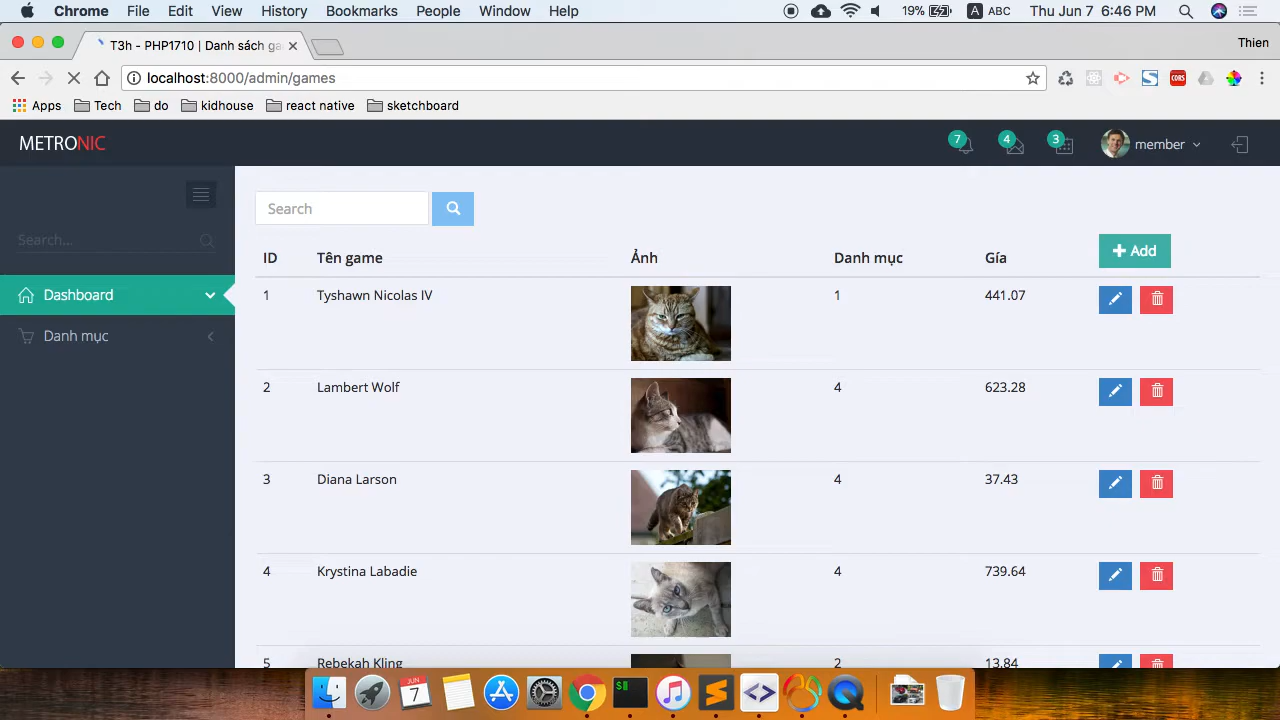 Chrome File Edit View History Bookmarks People Window Help 19% A ABC Thu Jun 7 6:46 PM
T3h - PHP1710 | Danh sách ga Thien
localhost:8000/admin/games CORS
Apps Tech do kidhouse react native sketchboard
METRONIC 7 4 3 member
Search
Search...
+ Add
ID Tên game Ảnh Danh mục Gía
Dashboard
Danh mục
1 Tyshawn Nicolas IV 1 441.07
2 Lambert Wolf 4 623.28
3 Diana Larson 4 37.43
4 Krystina Labadie 4 739.64
5 Rebekah Kling 2 13.84
JUN
7
$